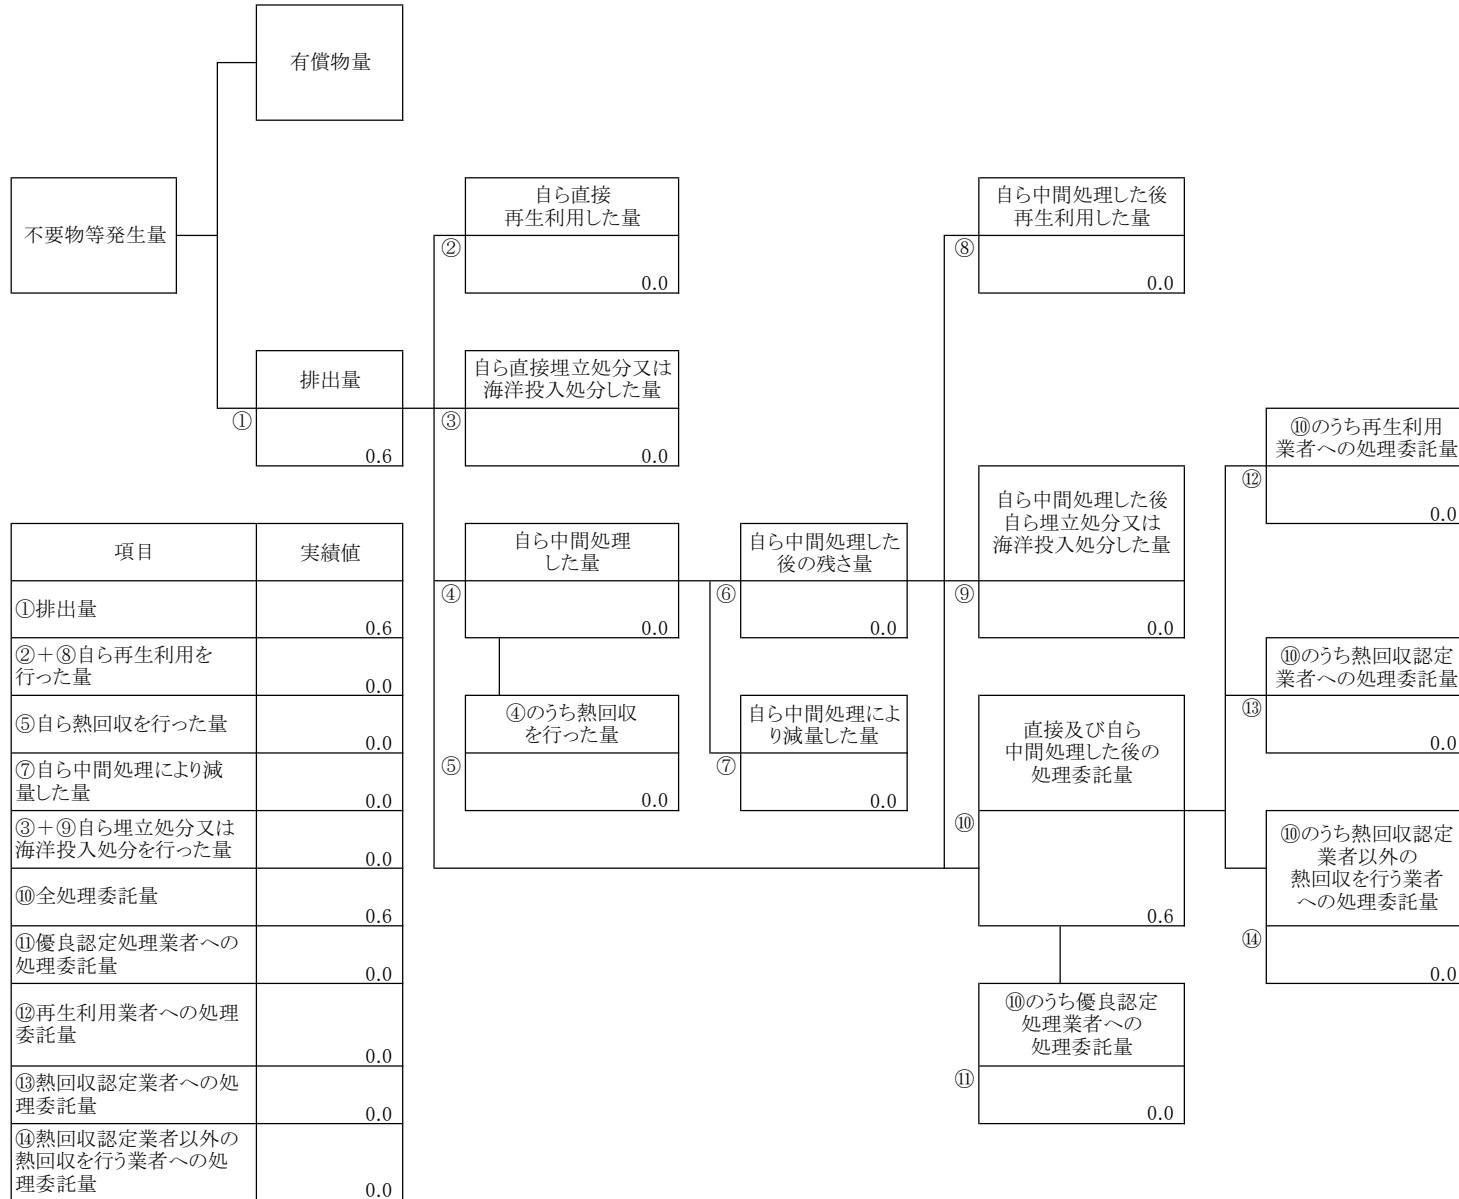 有償物量
不要物等発生量
自ら直接
再生利用した量
②
0.0
自ら中間処理した後
再生利用した量
⑧
0.0
排出量
①
0.6
自ら直接埋立処分又は
海洋投入処分した量
③
0.0
⑩のうち再生利用
業者への処理委託量
⑫
0.0
自ら中間処理した後
自ら埋立処分又は
海洋投入処分した量
⑨
0.0
自ら中間処理
した量
④
0.0
自ら中間処理した
後の残さ量
⑥
0.0
⑩のうち熱回収認定
業者への処理委託量
⑬
0.0
④のうち熱回収
を行った量
⑤
0.0
自ら中間処理によ
り減量した量
⑦
0.0
直接及び自ら
中間処理した後の
処理委託量
⑩
0.6
⑩のうち熱回収認定
業者以外の
熱回収を行う業者
への処理委託量
⑭
0.0
⑩のうち優良認定
処理業者への
処理委託量
⑪
0.0
項目 実績値
①排出量
0.6
②+⑧自ら再生利用を
行った量
0.0
⑤自ら熱回収を行った量
0.0
⑦自ら中間処理により減
量した量
0.0
③+⑨自ら埋立処分又は
海洋投入処分を行った量
0.0
⑩全処理委託量
0.6
⑪優良認定処理業者への
処理委託量
0.0
⑫再生利用業者への処理
委託量
0.0
⑬熱回収認定業者への処
理委託量
0.0
⑭熱回収認定業者以外の
熱回収を行う業者への処
理委託量
0.0